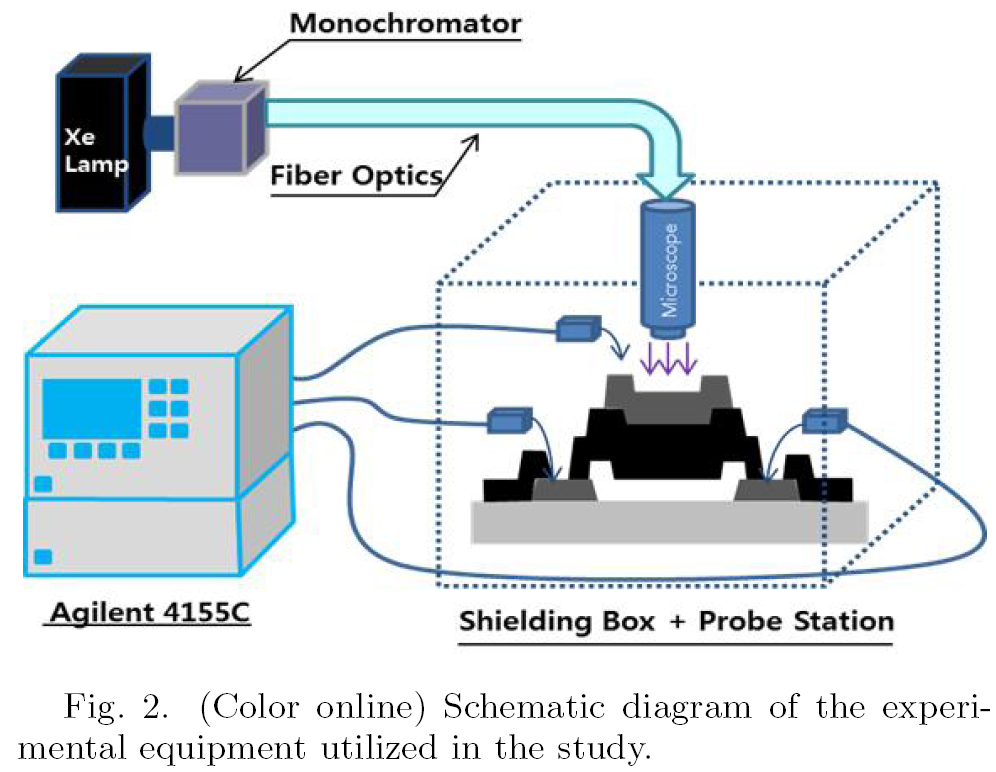 Monochromator
Xe
Lamp
Fiber Optics
Microscope
Agilent 4155C
Shielding Box + Probe Station
Fig. 2. (Color online) Schematic diagram of the experi-
mental equipment utilized in the study.